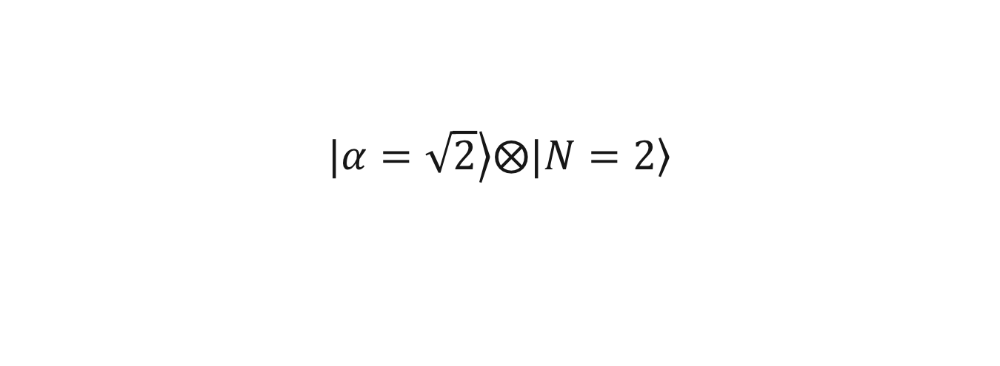 |α = √2⟩⊗|N = 2⟩